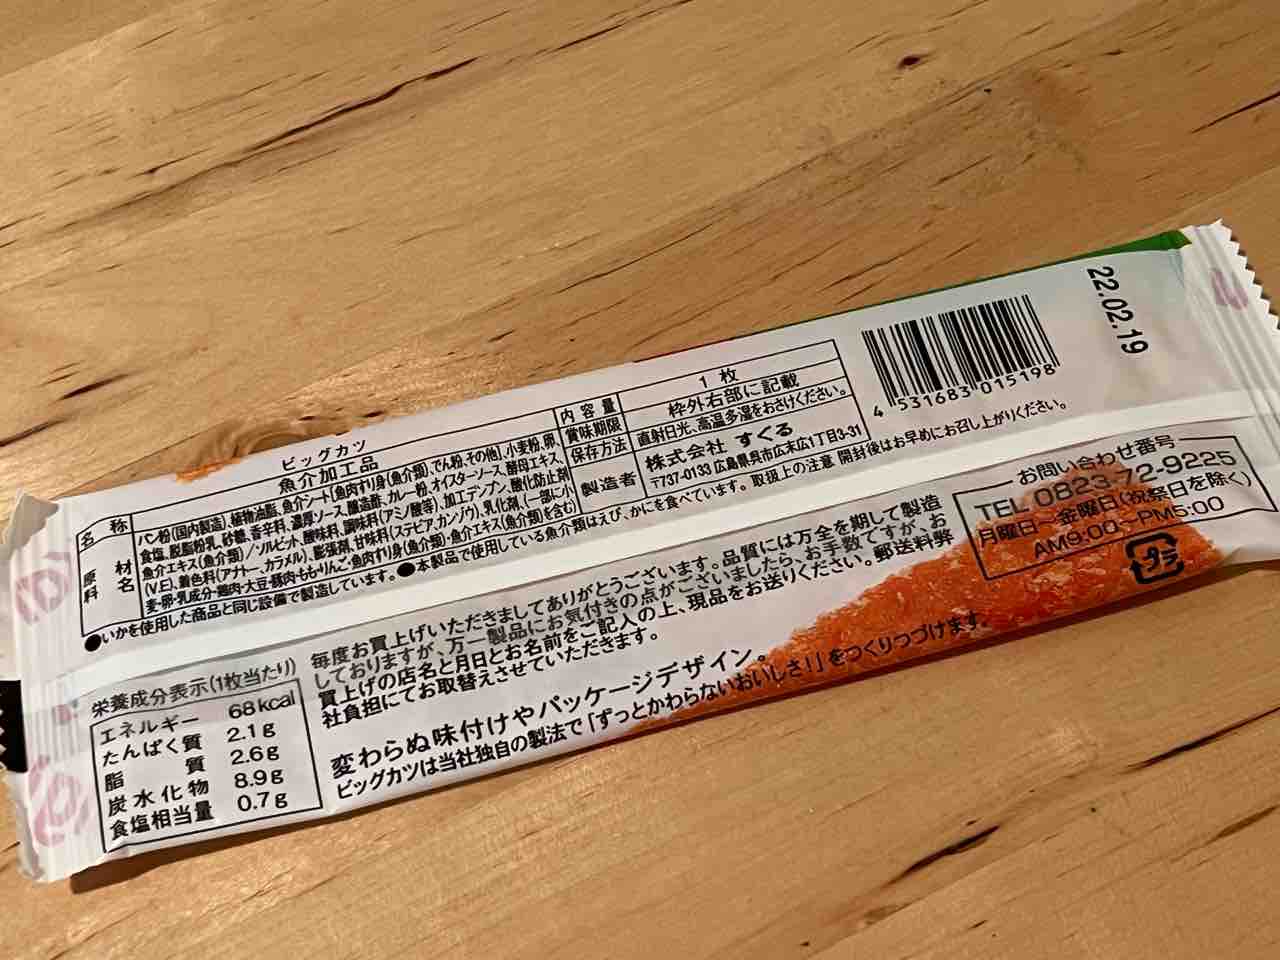 ビッグカツ
名 称 魚介加工品
原材料名
パン粉(国内製造)、植物油脂、魚介シート[魚肉すり身(魚介類)、でん粉、その他]、小麦粉、卵、
食塩、脱脂粉乳、砂糖、香辛料、濃厚ソース、醸造酢、カレー粉、オイスターソース、酵母エキス、
魚介エキス(魚介類)/ソルビット、酸味料、調味料(アミノ酸等)、加工デンプン、酸化防止剤
(V.E)、着色料(アナトー、カラメル)、膨張剤、甘味料(ステビア、カンゾウ)、乳化剤、(一部に小
麦・卵・乳成分・鶏肉・大豆・豚肉・もも・りんご・魚肉すり身(魚介類)・魚介エキス(魚介類)を含む)
内容量 1枚
賞味期限 枠外右部に記載
保存方法 直射日光、高温多湿をおさけください。
製造者 株式会社 すぐる
〒737-0133 広島県呉市広末広1丁目3-31
●いかを使用した商品と同じ設備で製造しています。●本製品で使用している魚介類はえび、かにを食べています。 取扱上の注意 開封後はお早めにお召し上がりください。
4 531683 015198
22.02.19
栄養成分表示(1枚当たり)
エネルギー 68kcal
たんぱく質 2.1g
脂質 2.6g
炭水化物 8.9g
食塩相当量 0.7g
毎度お買上げいただきましてありがとうございます。品質には万全を期して製造
しておりますが、万一製品にお気付きの点がございましたら、お手数ですが、お
買上げの店名と月日とお名前をご記入の上、現品をお送りください。郵送料弊
社負担にてお取替えさせていただきます。
変わらぬ味付けやパッケージデザイン。
ビッグカツは当社独自の製法で「ずっとかわらないおいしさ!」をつくりつづけます。
お問い合わせ番号
TEL 0823-72-9225
月曜日〜金曜日(祝祭日を除く)
AM9:00〜PM5:00
プラ